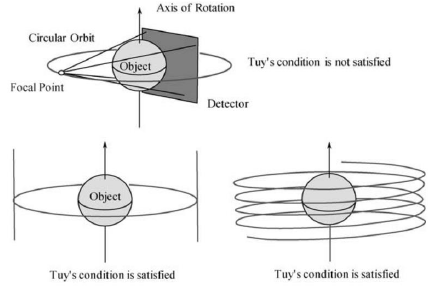 Axis of Rotation
Circular Orbit
Object
Tuy's condition is not satisfied
Focal Point
Detector
Object
Tuy's condition is satisfied
Tuy's condition is satisfied